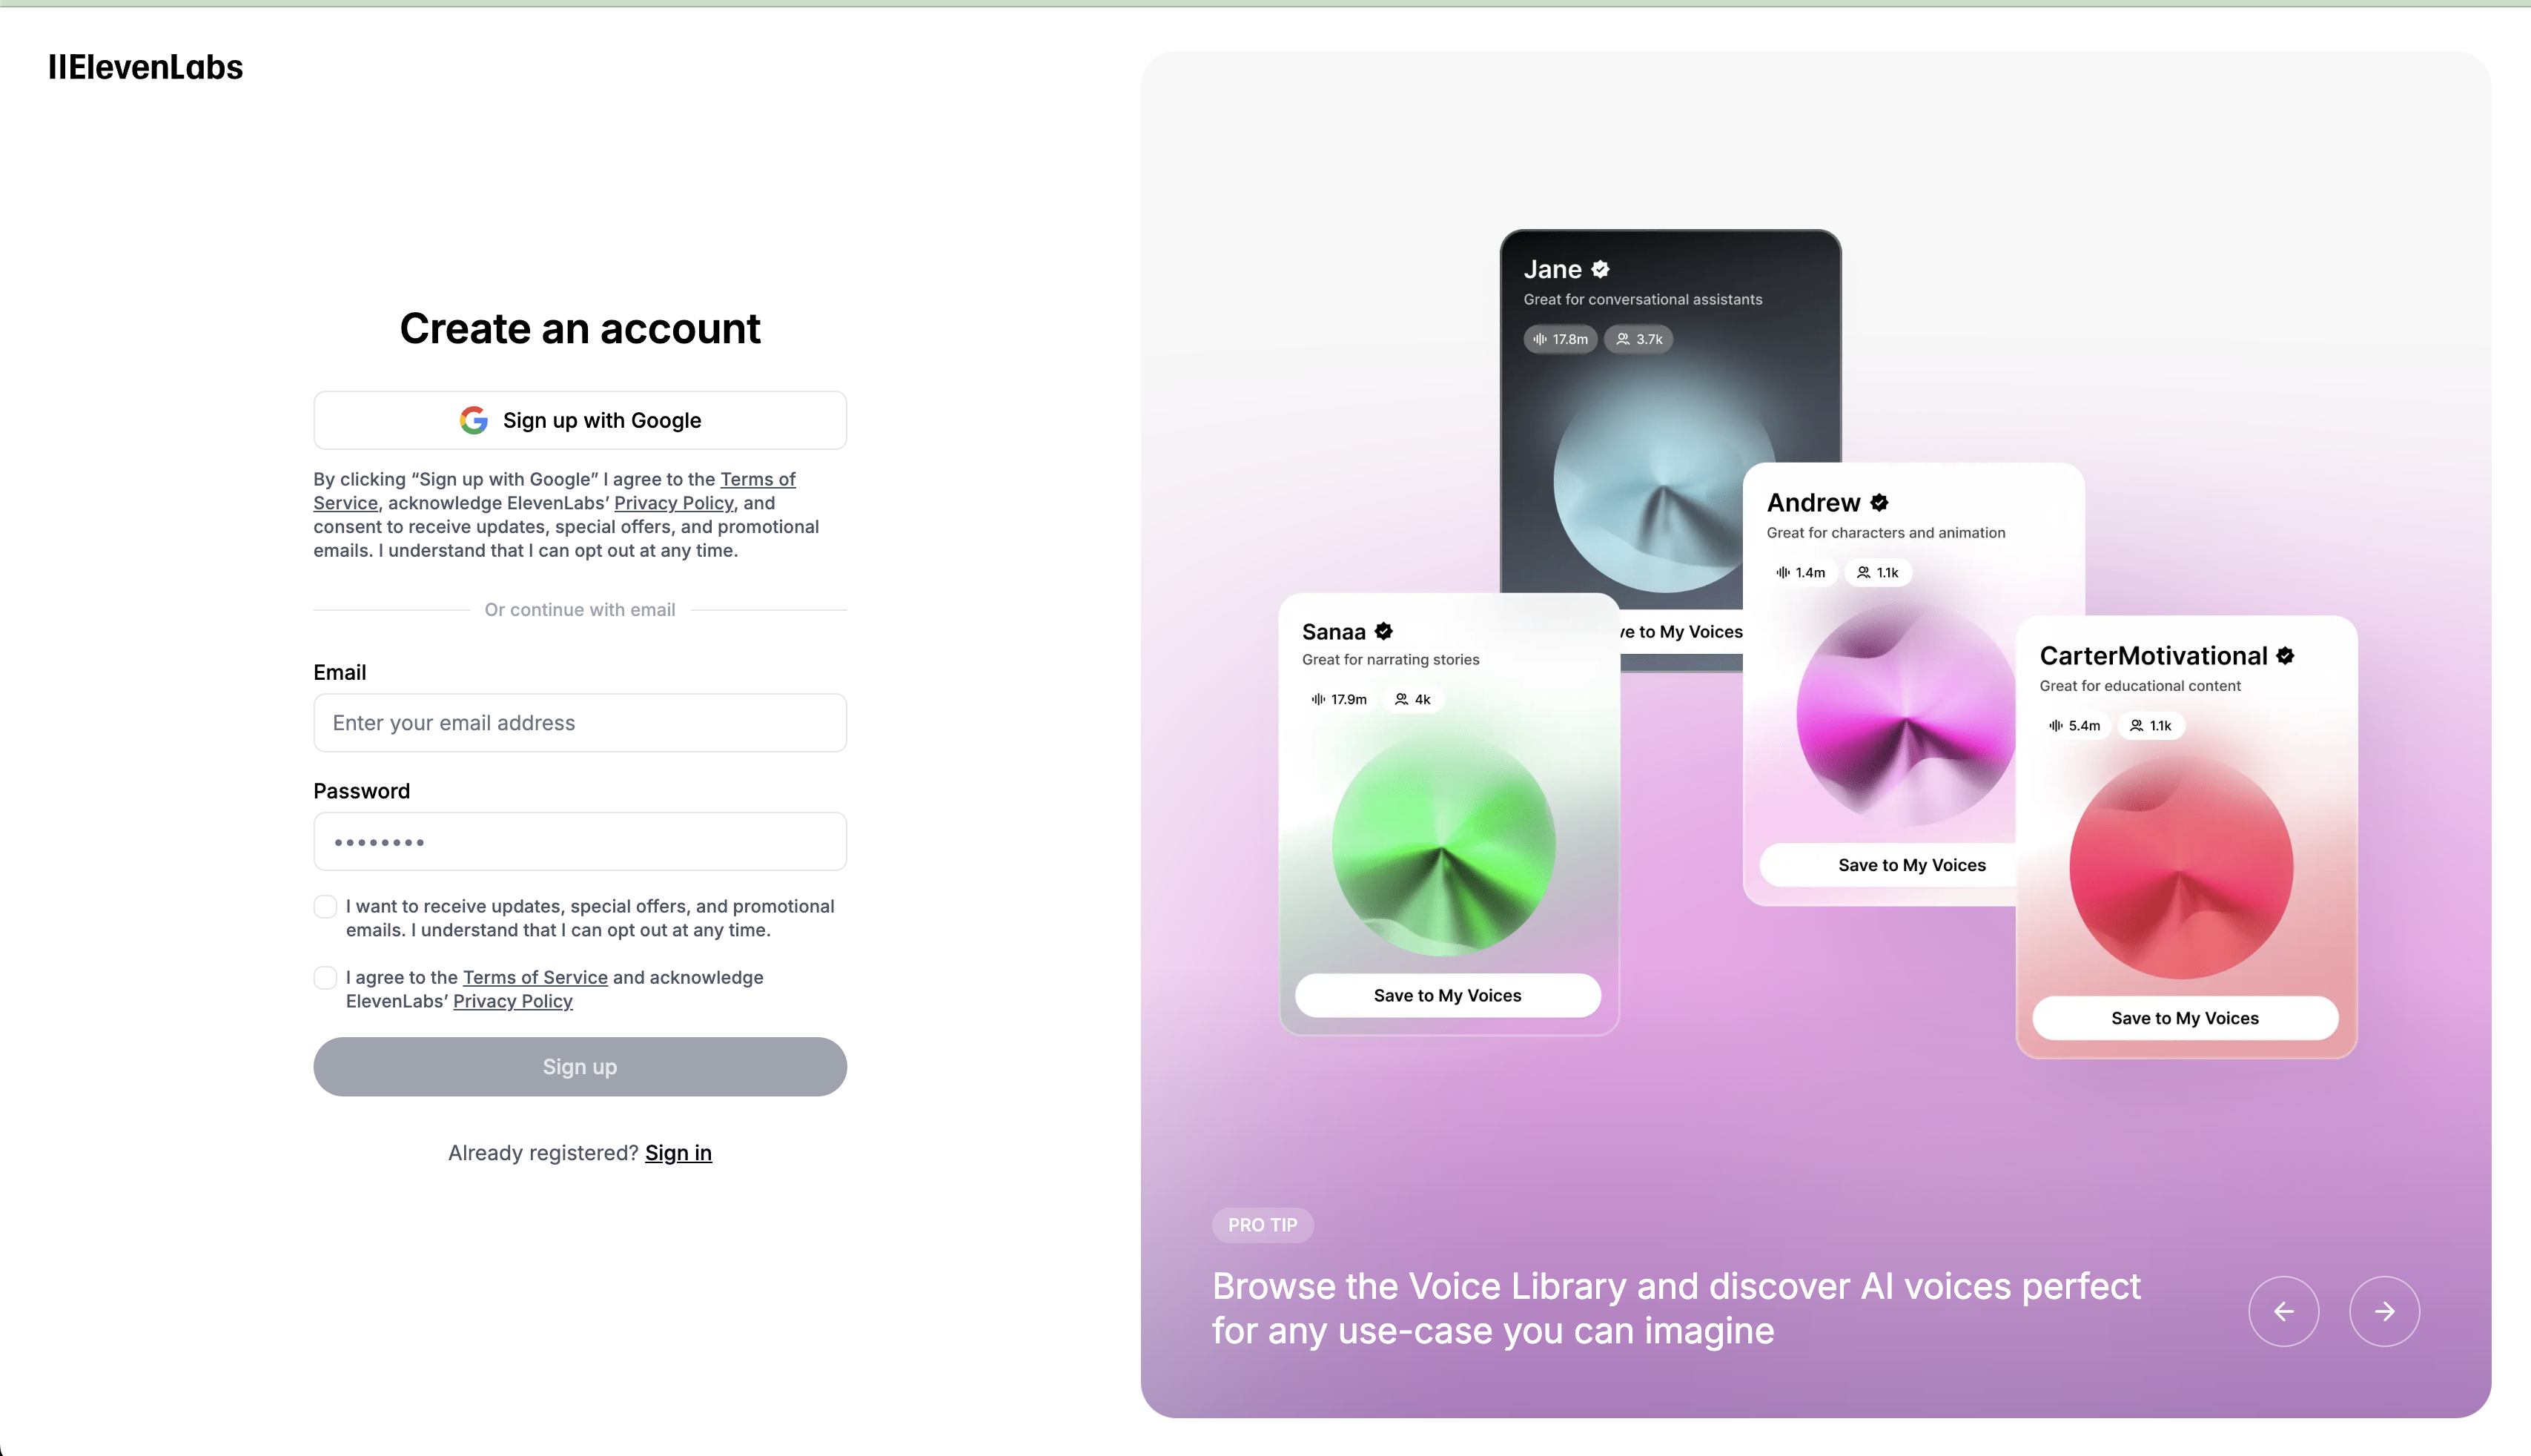 IIElevenLabs
Create an account
Sign up with Google
By clicking “Sign up with Google” I agree to the Terms of
Service, acknowledge ElevenLabs’ Privacy Policy, and
consent to receive updates, special offers, and promotional
emails. I understand that I can opt out at any time.
Or continue with email
Email
Enter your email address
Password
••••••••
I want to receive updates, special offers, and promotional
emails. I understand that I can opt out at any time.
I agree to the Terms of Service and acknowledge
ElevenLabs’ Privacy Policy
Sign up
Already registered? Sign in
Jane
Great for conversational assistants
17.8m 3.7k
to My Voices
Andrew
Great for characters and animation
1.4m 1.1k
Save to My Voices
Sanaa
Great for narrating stories
17.9m 4k
Save to My Voices
CarterMotivational
Great for educational content
5.4m 1.1k
Save to My Voices
PRO TIP
Browse the Voice Library and discover AI voices perfect
for any use-case you can imagine